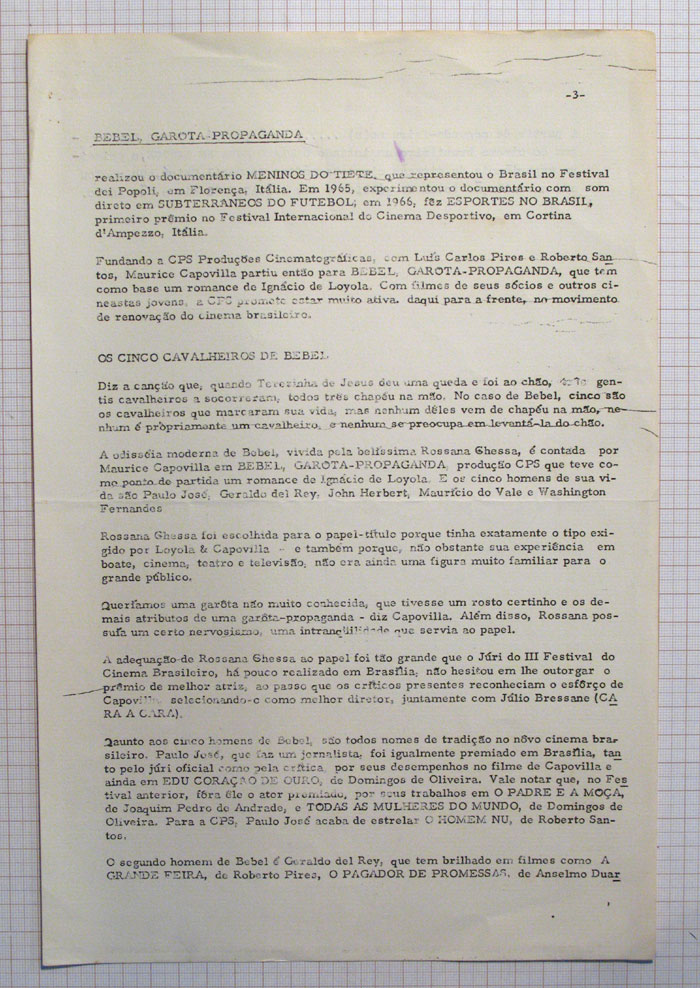 -3-
BEBEL, GAROTA-PROPAGANDA
realizou o documentário MENINOS DO TIETE, que representou o Brasil no Festival
dei Popoli, em Florença, Itália. Em 1965, experimentou o documentário com som
direto em SUBTERRANEOS DO FUTEBOL; em 1966, fêz ESPORTES NO BRASIL,
primeiro prêmio no Festival Internacional do Cinema Desportivo, em Cortina
d'Ampezzo, Itália.
Fundando a CPS Produções Cinematográficas, com Luís Carlos Pires e Roberto San
tos, Maurice Capovilla partiu então para BEBEL, GAROTA-PROPAGANDA, que tem
como base um romance de Ignácio de Loyola. Com filmes de seus sócios e outros ci-
neastas jovens, a CPS promete estar muito ativa, daqui para a frente, no movimento
de renovação do cinema brasileiro.
OS CINCO CAVALHEIROS DE BEBEL
Diz a canção que, quando Terezinha de Jesus deu uma queda e foi ao chão, gen-
tis cavalheiros a socorreram, todos três chapéu na mão. No caso de Bebel, cinco são
os cavalheiros que marcaram sua vida, mas nenhum dêles vem de chapéu na mão, ne-
nhum é pròpriamente um cavalheiro, e nenhum se preocupa em levantá-la do chão.
A odisséia moderna de Bebel, vivida pela belíssima Rossana Ghessa, é contada por
Maurice Capovilla em BEBEL, GAROTA-PROPAGANDA, produção CPS que teve co-
mo ponto de partida um romance de Ignácio de Loyola. E os cinco homens de sua vi-
da são Paulo José, Geraldo del Rey, John Herbert, Maurício do Vale e Washington
Fernandes
Rossana Ghessa foi escolhida para o papel-título porque tinha exatamente o tipo exi-
gido por Loyola & Capovilla - e também porque, não obstante sua experiência em
boate, cinema, teatro e televisão, não era ainda uma figura muito familiar para o
grande público.
Queríamos uma garôta não muito conhecida, que tivesse um rosto certinho e os de-
mais atributos de uma garôta-propaganda - diz Capovilla. Além disso, Rossana pos-
suía um certo nervosismo, uma intranqüilidade que servia ao papel.
A adequação de Rossana Ghessa ao papel foi tão grande que o Júri do III Festival do
Cinema Brasileiro, há pouco realizado em Brasília, não hesitou em lhe outorgar o
prêmio de melhor atriz, ao passo que os críticos presentes reconheciam o esfôrço de
Capovilla, selecionando-o como melhor diretor, juntamente com Júlio Bressane (CA
RA A CARA).
Qaunto aos cinco homens de Bebel, são todos nomes de tradição no nôvo cinema bra-
sileiro. Paulo José, que faz um jornalista, foi igualmente premiado em Brasília, tan
to pelo júri oficial como pela crítica, por seus desempenhos no filme de Capovilla e
ainda em EDU CORAÇÃO DE OURO, de Domingos de Oliveira. Vale notar que, no Fes
tival anterior, fôra êle o ator premiado, por seus trabalhos em O PADRE E A MOÇA,
de Joaquim Pedro de Andrade, e TODAS AS MULHERES DO MUNDO, de Domingos de
Oliveira. Para a CPS, Paulo José acaba de estrelar O HOMEM NU, de Roberto San-
tos.
O segundo homem de Bebel é Geraldo del Rey, que tem brilhado em filmes como A
GRANDE FEIRA, de Roberto Pires, O PAGADOR DE PROMESSAS, de Anselmo Duar